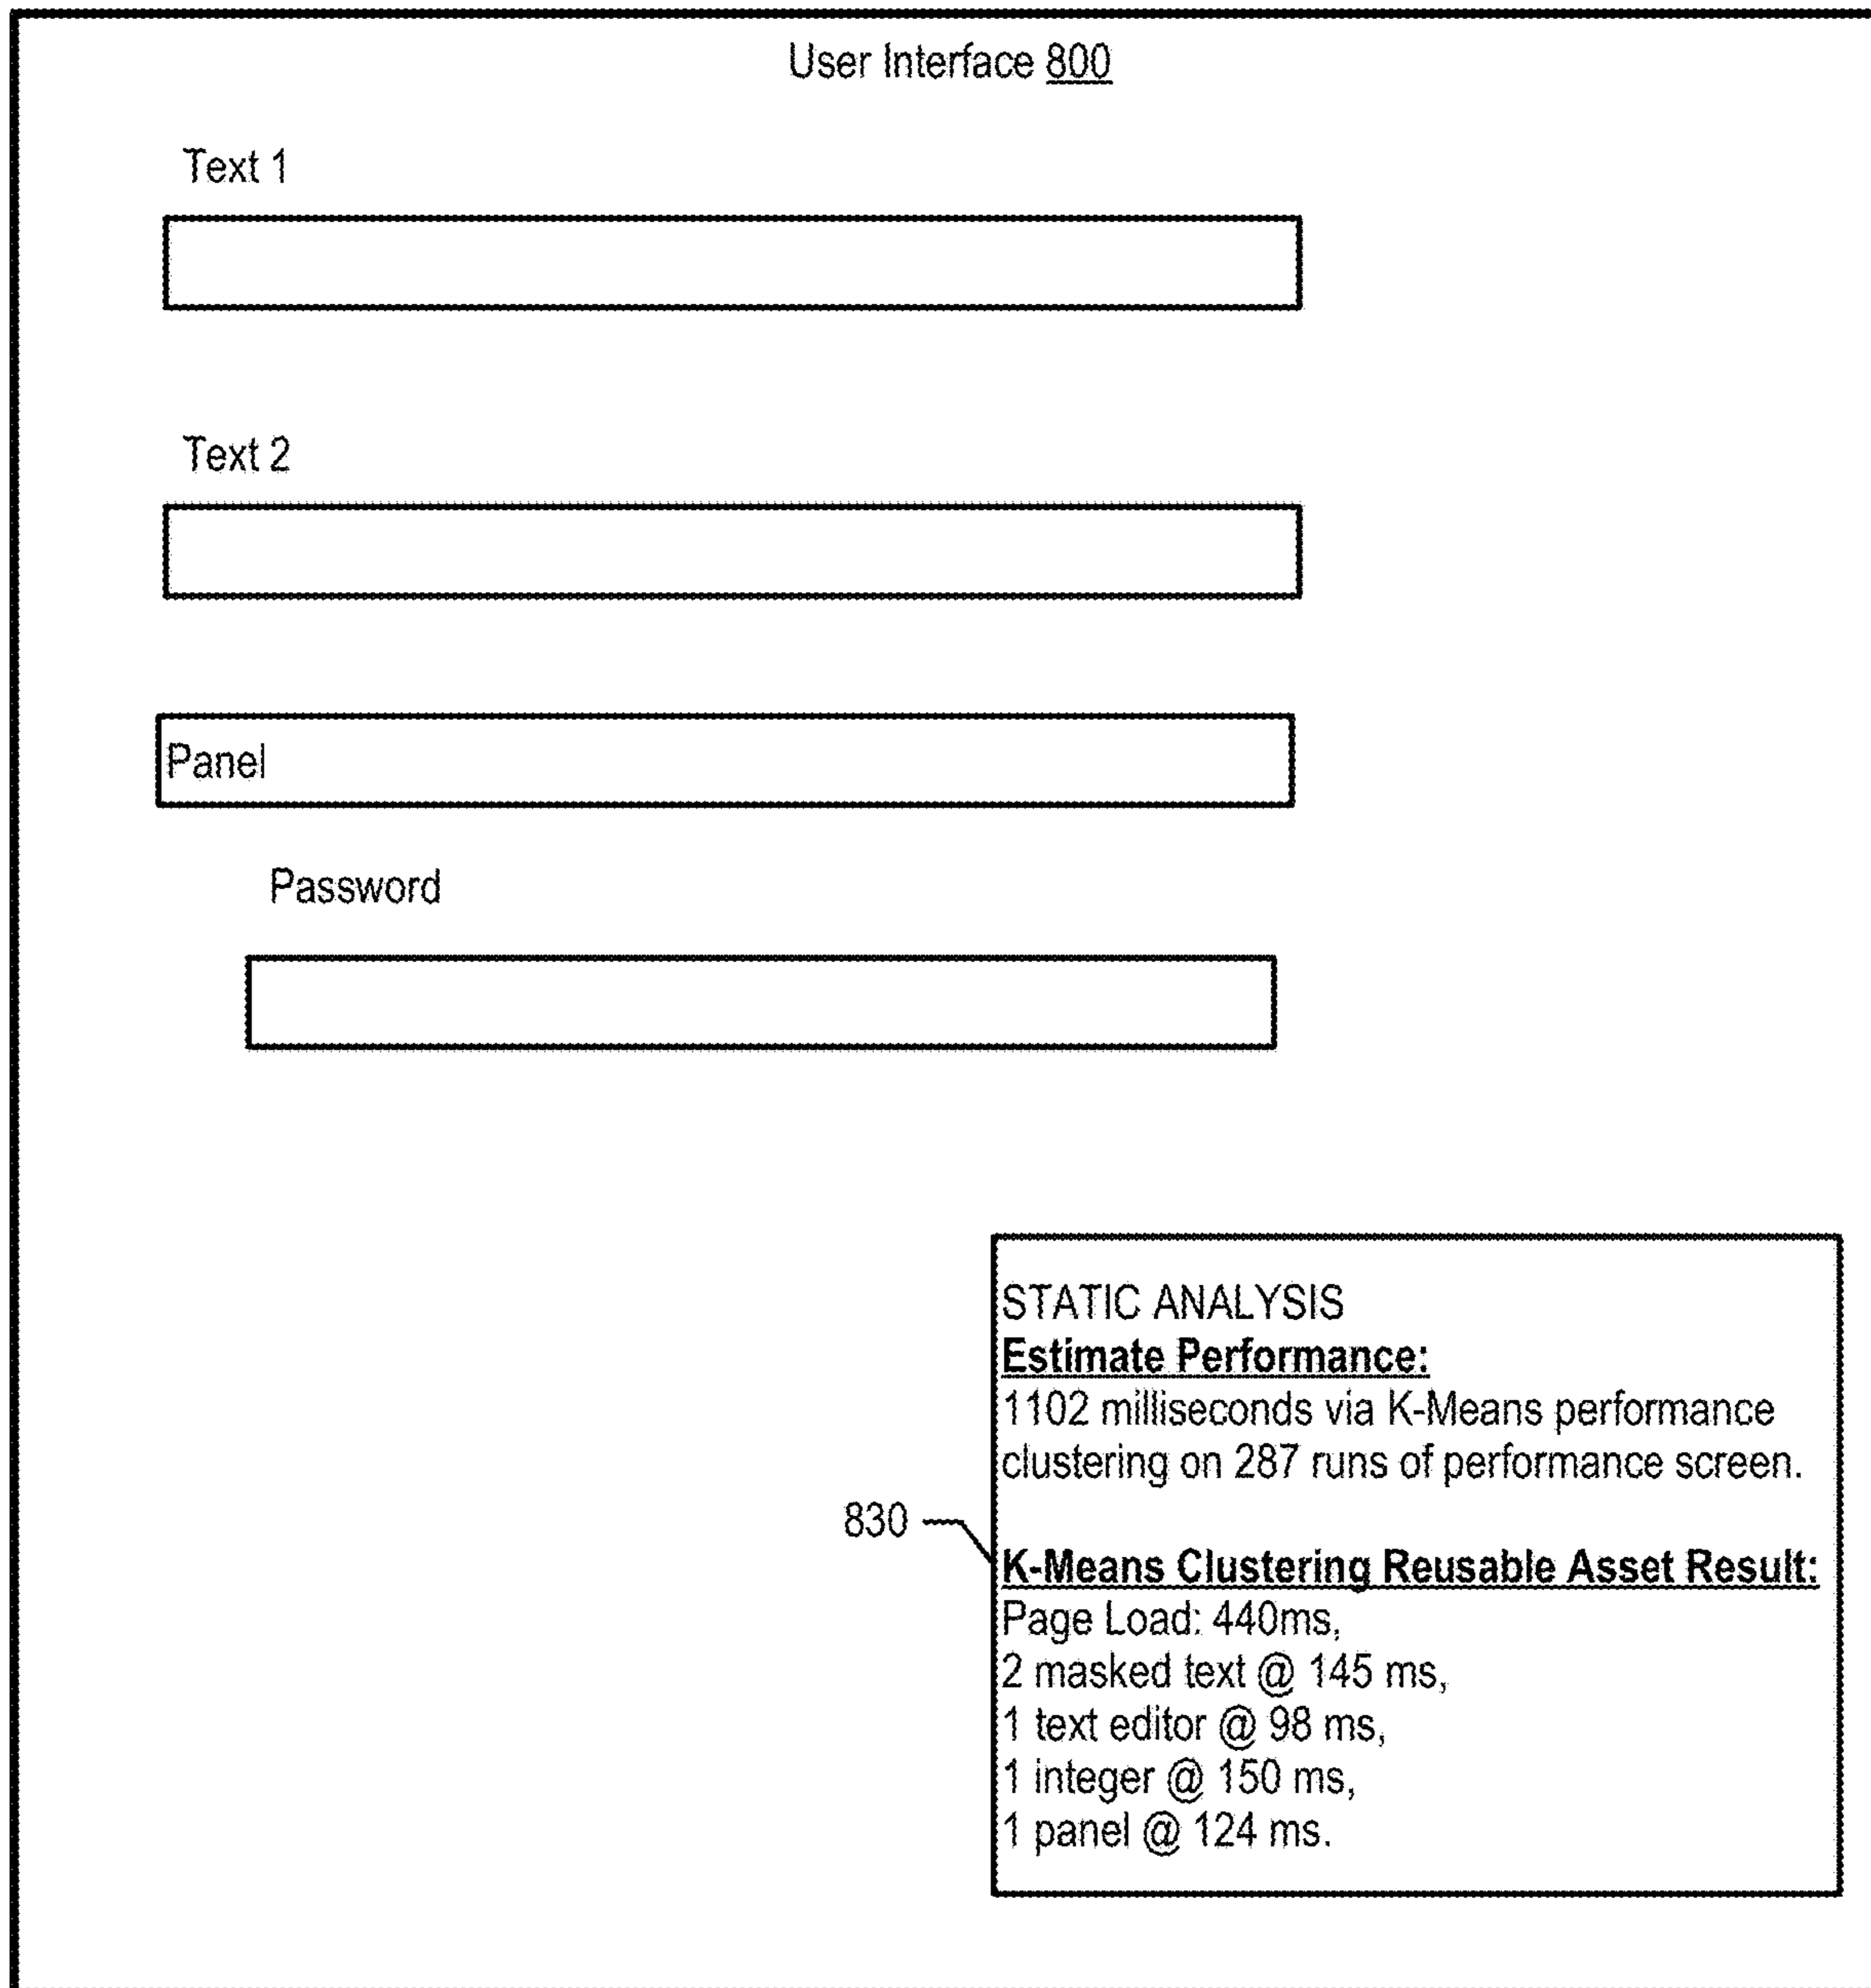 User Interface 800
Text 1
Text 2
Panel
Password
STATIC ANALYSIS
Estimate Performance:
1102 milliseconds via K-Means performance
clustering on 287 runs of performance screen.
830
K-Means Clustering Reusable Asset Result:
Page Load: 440ms,
2 masked text @ 145 ms,
1 text editor @ 98 ms,
1 integer @ 150 ms,
1 panel @ 124 ms.